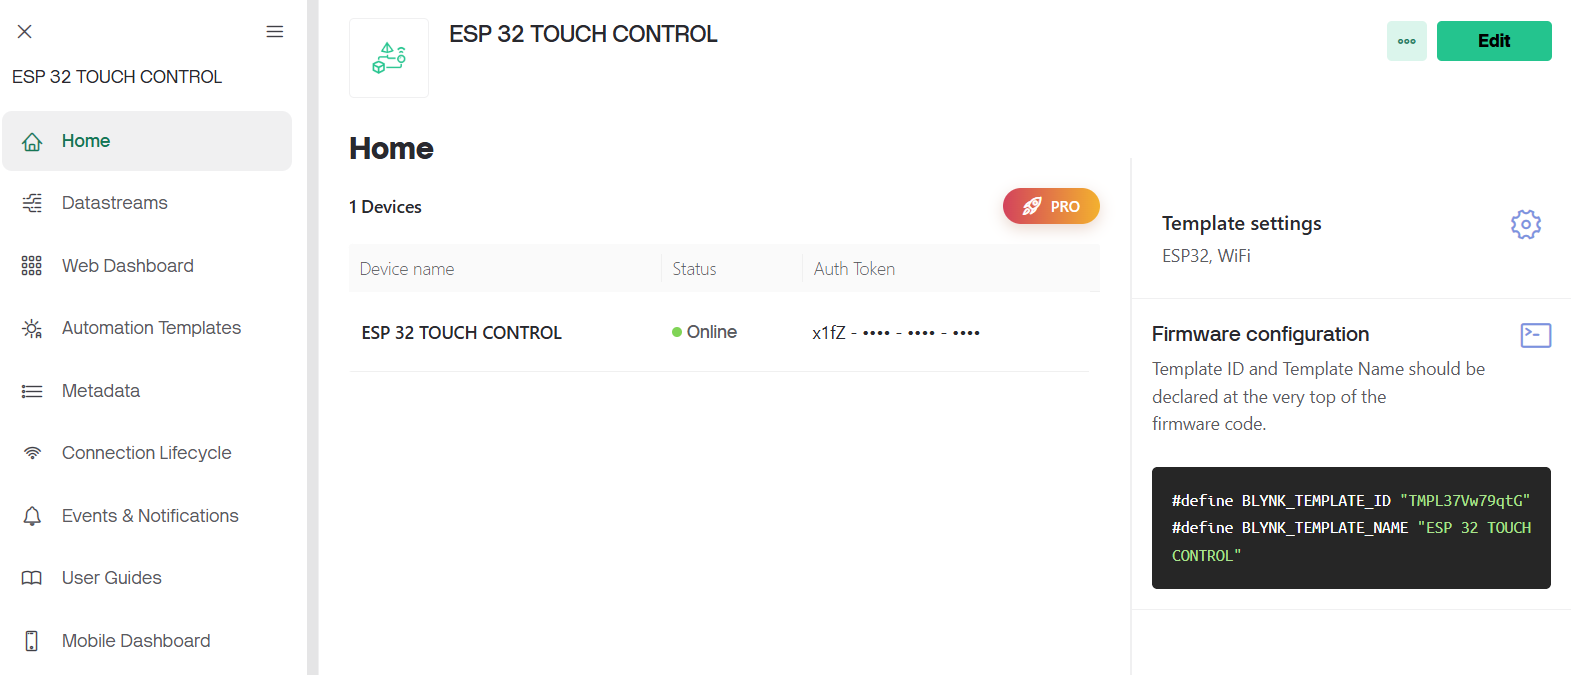 ESP 32 TOUCH CONTROL
Home
Datastreams
Web Dashboard
Automation Templates
Metadata
Connection Lifecycle
Events & Notifications
User Guides
Mobile Dashboard
ESP 32 TOUCH CONTROL
Edit
Home
1 Devices
PRO
Device name Status Auth Token
ESP 32 TOUCH CONTROL Online x1fZ - •••• - •••• - ••••
Template settings
ESP32, WiFi
Firmware configuration
Template ID and Template Name should be
declared at the very top of the
firmware code.
#define BLYNK_TEMPLATE_ID "TMPL37Vw79qtG"
#define BLYNK_TEMPLATE_NAME "ESP 32 TOUCH
CONTROL"